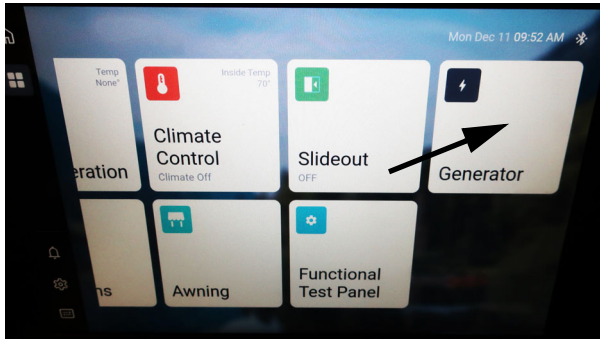 Mon Dec 11 09:52 AM
Temp
None°
eration
Inside Temp
70°
Climate
Control
Climate Off
Slideout
OFF
Generator
ns
Awning
Functional
Test Panel